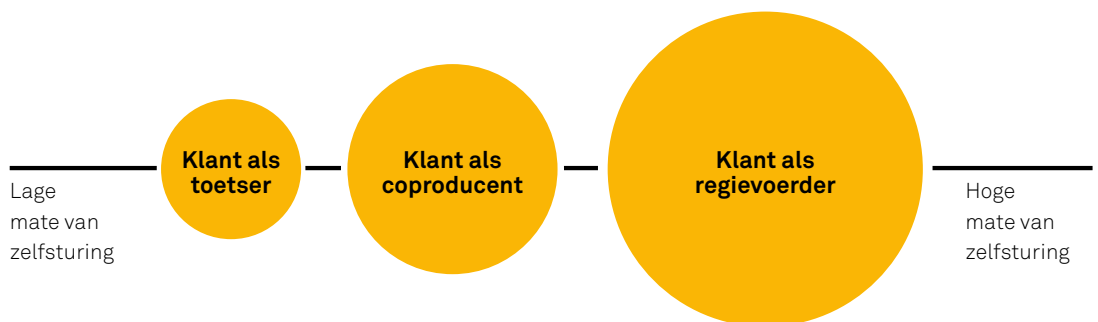 Klant als
toetser
Klant als
coproducent
Klant als
regievoerder
Lage
mate van
zelfsturing
Hoge
mate van
zelfsturing